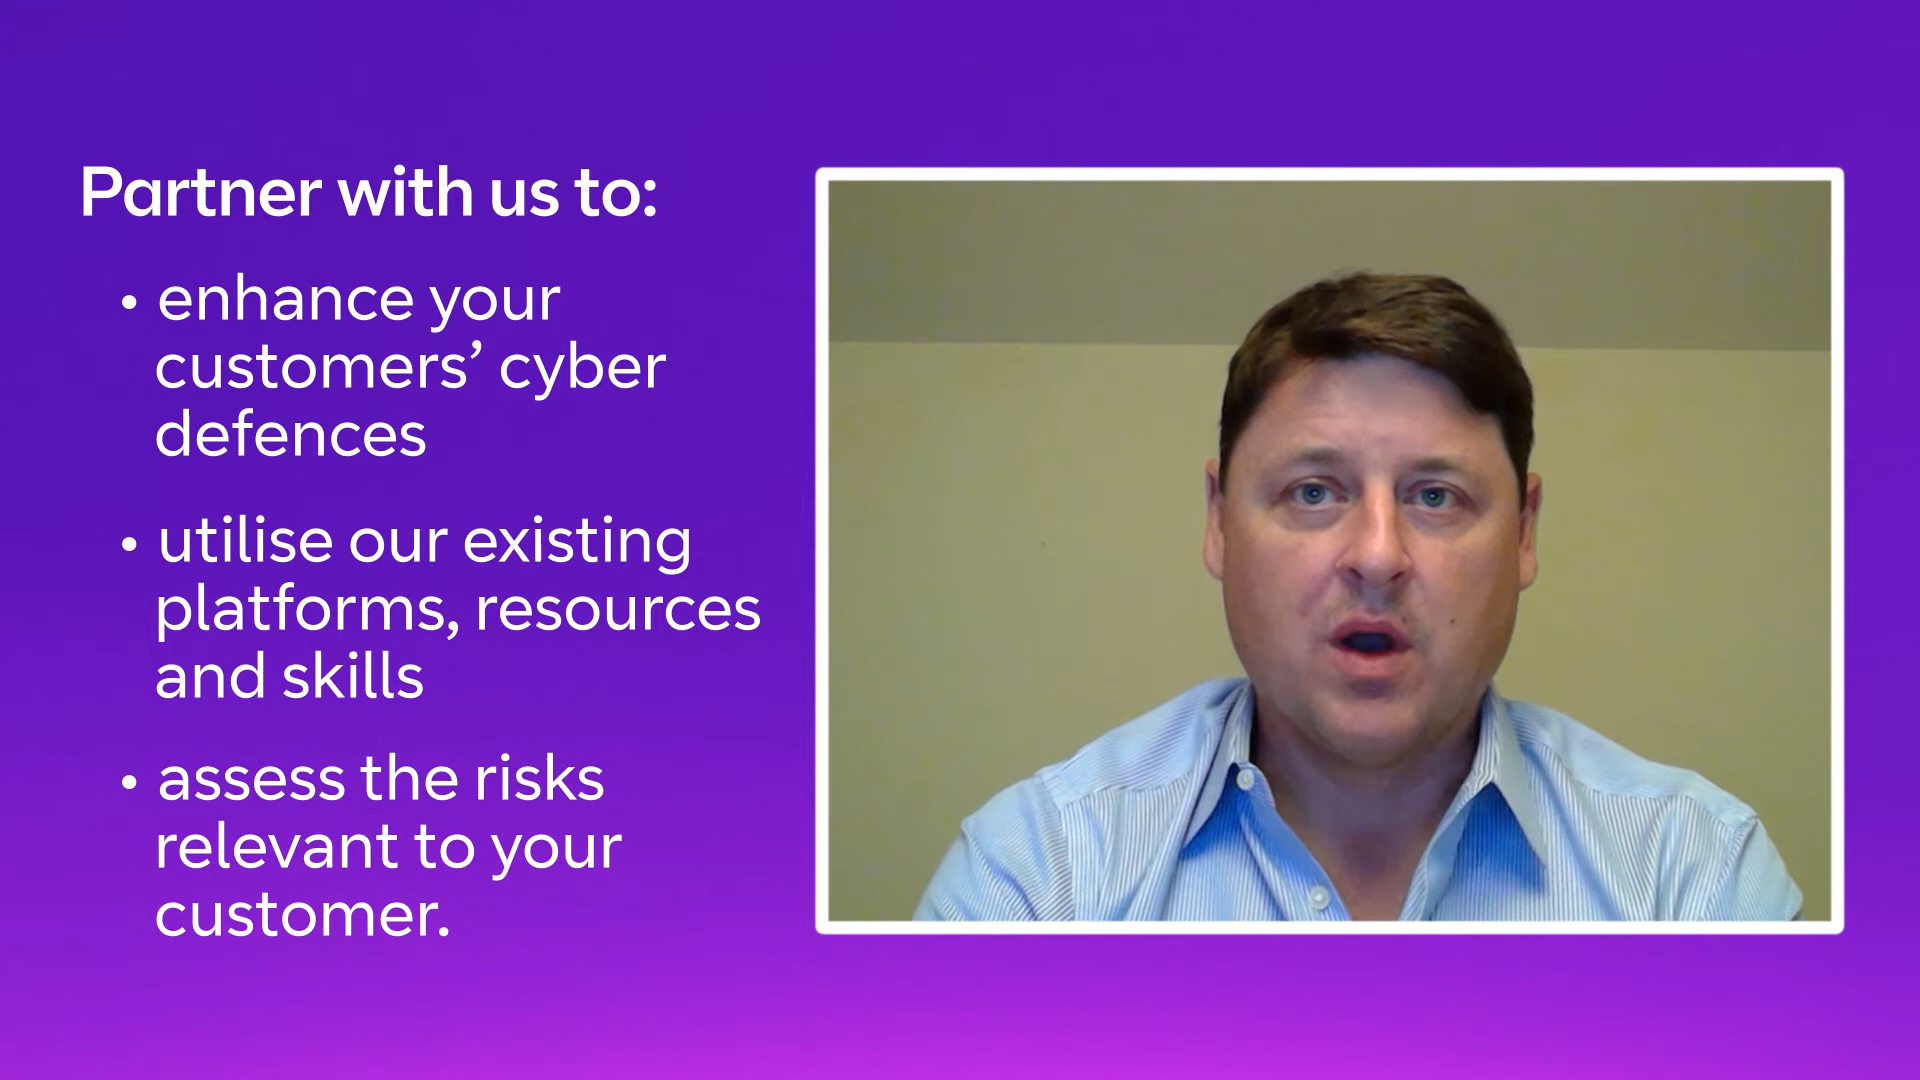 Partner with us to:
• enhance your
customers’ cyber
defences
• utilise our existing
platforms, resources
and skills
• assess the risks
relevant to your
customer.